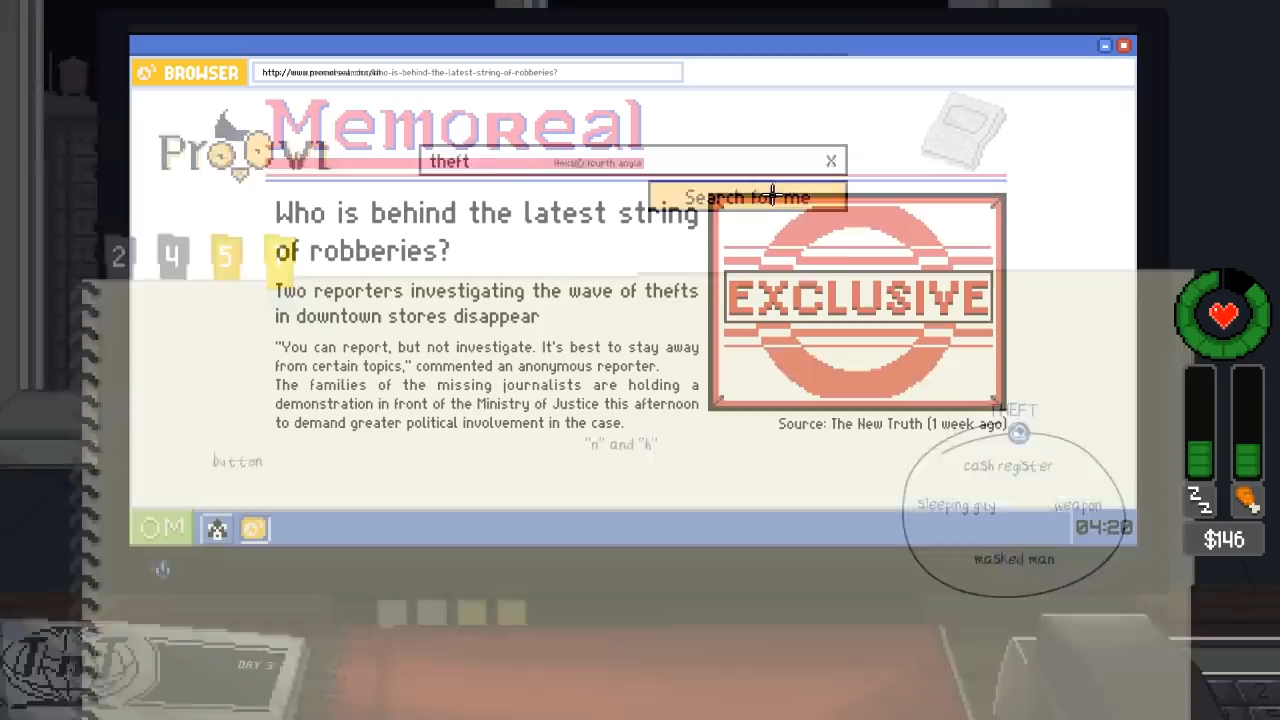 BROWSER
Memoreal
theft
X
Search for me
Who is behind the latest string
of robberies?
EXCLUSIVE
2 4 5
Two reporters investigating the wave of thefts
in downtown stores disappear
"You can report, but not investigate. It's best to stay away
from certain topics," commented an anonymous reporter.
The families of the missing journalists are holding a
demonstration in front of the Ministry of Justice this afternoon
to demand greater political involvement in the case.
Source: The New Truth (1 week ago)
THEFT
"n" and "h"
button
cash register
sleeping guy
weapon
masked man
OM
04:20
$146
DAY 3